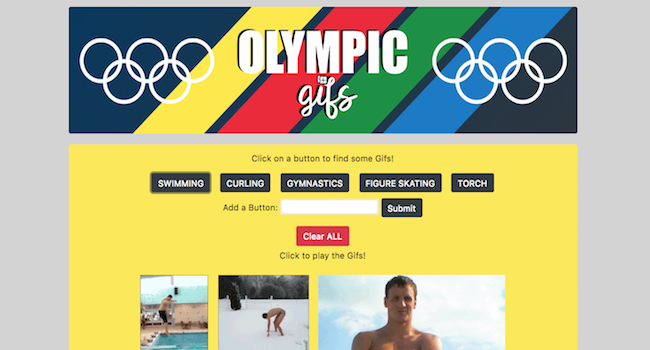 OLYMPIC
gifs
Click on a button to find some Gifs!
SWIMMING CURLING GYMNASTICS FIGURE SKATING TORCH
Add a Button: Submit
Clear ALL
Click to play the Gifs!